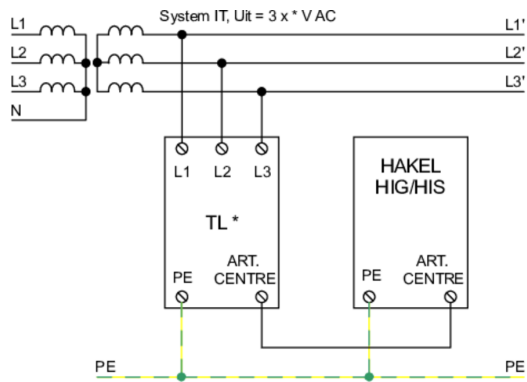 System IT, Uit = 3 x * V AC
L1 L1'
L2 L2'
L3 L3'
N
L1 L2 L3
HAKEL
HIG/HIS
TL *
PE ART.
CENTRE
PE ART.
CENTRE
PE PE